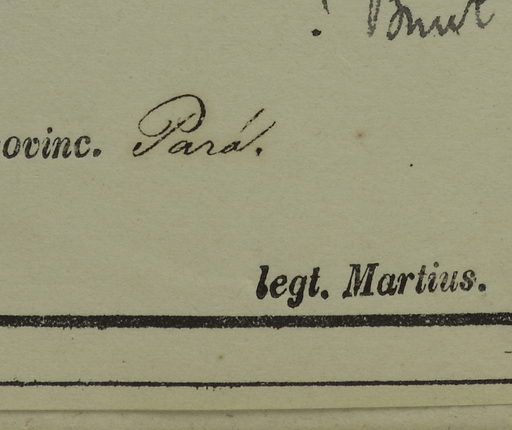 ovinc. Pará.
legt. Martius.